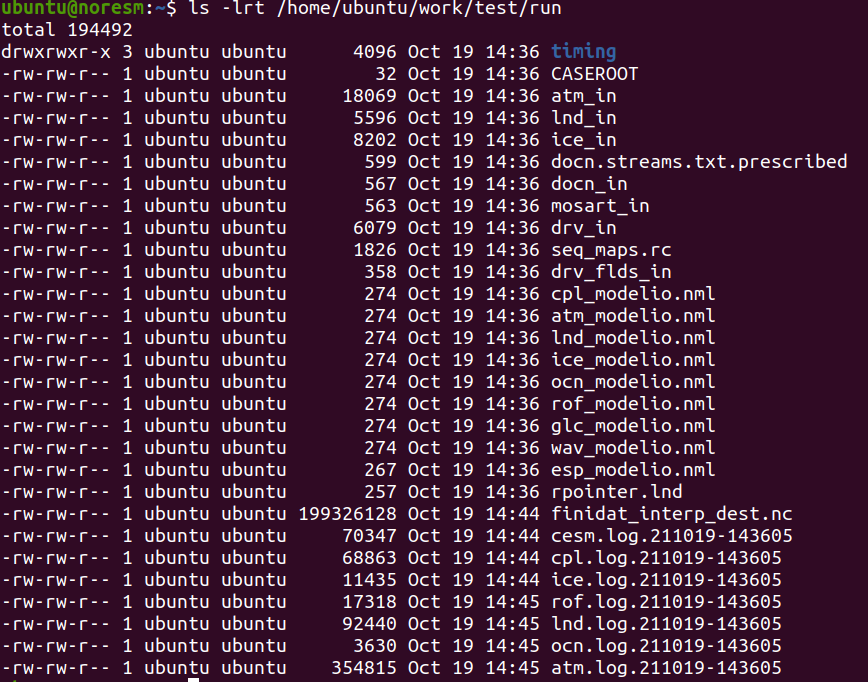 ubuntu@noresm:~$ ls -lrt /home/ubuntu/work/test/run
total 194492
drwxrwxr-x 3 ubuntu ubuntu      4096 Oct 19 14:36 timing
-rw-rw-r-- 1 ubuntu ubuntu        32 Oct 19 14:36 CASEROOT
-rw-rw-r-- 1 ubuntu ubuntu     18069 Oct 19 14:36 atm_in
-rw-rw-r-- 1 ubuntu ubuntu      5596 Oct 19 14:36 lnd_in
-rw-rw-r-- 1 ubuntu ubuntu      8202 Oct 19 14:36 ice_in
-rw-rw-r-- 1 ubuntu ubuntu       599 Oct 19 14:36 docn.streams.txt.prescribed
-rw-rw-r-- 1 ubuntu ubuntu       567 Oct 19 14:36 docn_in
-rw-rw-r-- 1 ubuntu ubuntu       563 Oct 19 14:36 mosart_in
-rw-rw-r-- 1 ubuntu ubuntu      6079 Oct 19 14:36 drv_in
-rw-rw-r-- 1 ubuntu ubuntu      1826 Oct 19 14:36 seq_maps.rc
-rw-rw-r-- 1 ubuntu ubuntu       358 Oct 19 14:36 drv_flds_in
-rw-rw-r-- 1 ubuntu ubuntu       274 Oct 19 14:36 cpl_modelio.nml
-rw-rw-r-- 1 ubuntu ubuntu       274 Oct 19 14:36 atm_modelio.nml
-rw-rw-r-- 1 ubuntu ubuntu       274 Oct 19 14:36 lnd_modelio.nml
-rw-rw-r-- 1 ubuntu ubuntu       274 Oct 19 14:36 ice_modelio.nml
-rw-rw-r-- 1 ubuntu ubuntu       274 Oct 19 14:36 ocn_modelio.nml
-rw-rw-r-- 1 ubuntu ubuntu       274 Oct 19 14:36 rof_modelio.nml
-rw-rw-r-- 1 ubuntu ubuntu       274 Oct 19 14:36 glc_modelio.nml
-rw-rw-r-- 1 ubuntu ubuntu       274 Oct 19 14:36 wav_modelio.nml
-rw-rw-r-- 1 ubuntu ubuntu       267 Oct 19 14:36 esp_modelio.nml
-rw-rw-r-- 1 ubuntu ubuntu       257 Oct 19 14:36 rpointer.lnd
-rw-rw-r-- 1 ubuntu ubuntu 199326128 Oct 19 14:44 finidat_interp_dest.nc
-rw-rw-r-- 1 ubuntu ubuntu     70347 Oct 19 14:44 cesm.log.211019-143605
-rw-rw-r-- 1 ubuntu ubuntu     68863 Oct 19 14:44 cpl.log.211019-143605
-rw-rw-r-- 1 ubuntu ubuntu     11435 Oct 19 14:44 ice.log.211019-143605
-rw-rw-r-- 1 ubuntu ubuntu     17318 Oct 19 14:45 rof.log.211019-143605
-rw-rw-r-- 1 ubuntu ubuntu     92440 Oct 19 14:45 lnd.log.211019-143605
-rw-rw-r-- 1 ubuntu ubuntu      3630 Oct 19 14:45 ocn.log.211019-143605
-rw-rw-r-- 1 ubuntu ubuntu    354815 Oct 19 14:45 atm.log.211019-143605